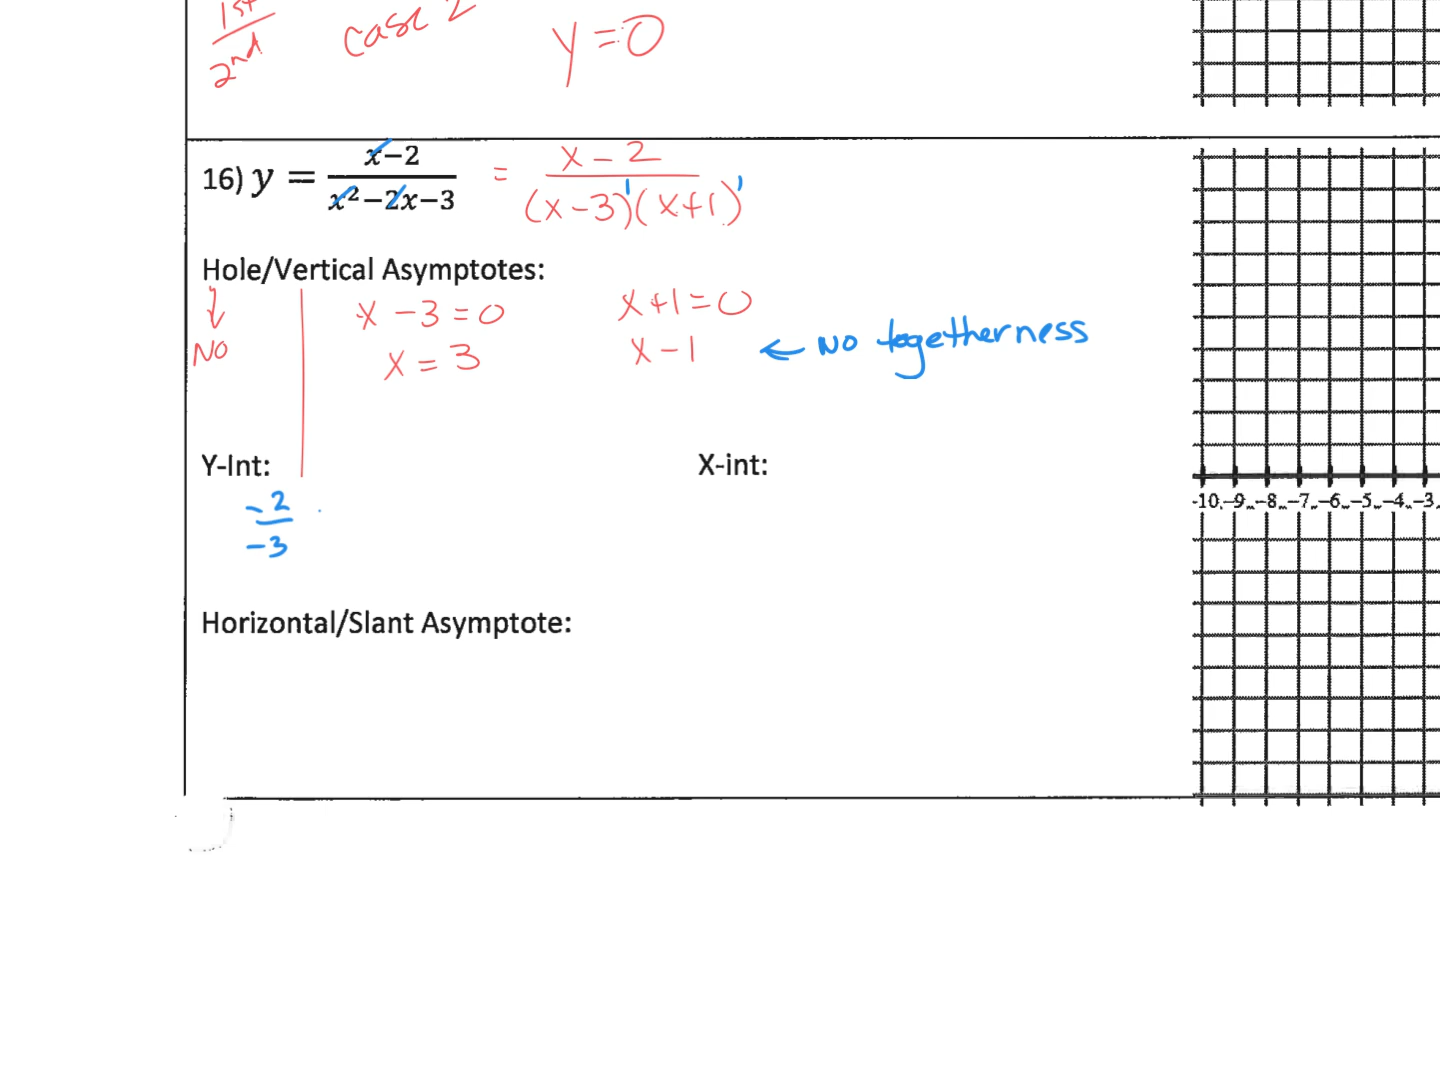 1st/2nd case 2 y = 0
16) y = (x-2)/(x²-2x-3) = (x-2)/((x-3)¹(x+1)¹)
Hole/Vertical Asymptotes:
↓ x-3=0 x+1=0
NO x=3 x-1 ← No togetherness
Y-Int: X-int:
-2/-3
-10 -9 -8 -7 -6 -5 -4 -3
Horizontal/Slant Asymptote: